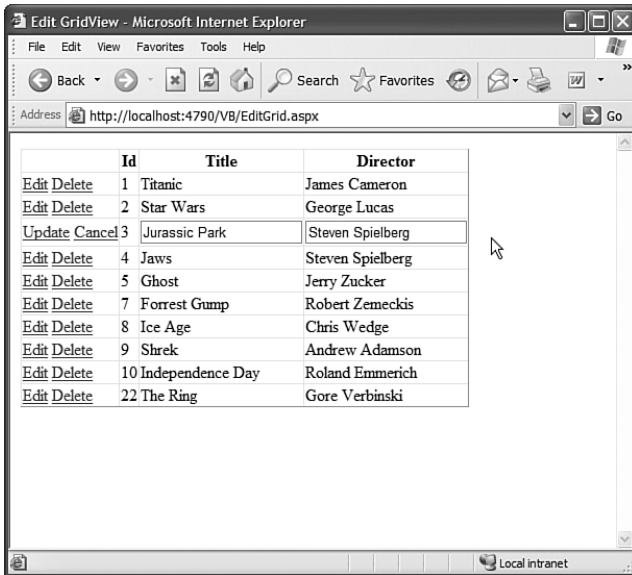 Edit GridView - Microsoft Internet Explorer
File Edit View Favorites Tools Help
Back Search Favorites W »
Address http://localhost:4790/VB/EditGrid.aspx Go
Id Title Director
Edit Delete 1 Titanic James Cameron
Edit Delete 2 Star Wars George Lucas
Update Cancel 3 Jurassic Park Steven Spielberg
Edit Delete 4 Jaws Steven Spielberg
Edit Delete 5 Ghost Jerry Zucker
Edit Delete 7 Forrest Gump Robert Zemeckis
Edit Delete 8 Ice Age Chris Wedge
Edit Delete 9 Shrek Andrew Adamson
Edit Delete 10 Independence Day Roland Emmerich
Edit Delete 22 The Ring Gore Verbinski
Local intranet